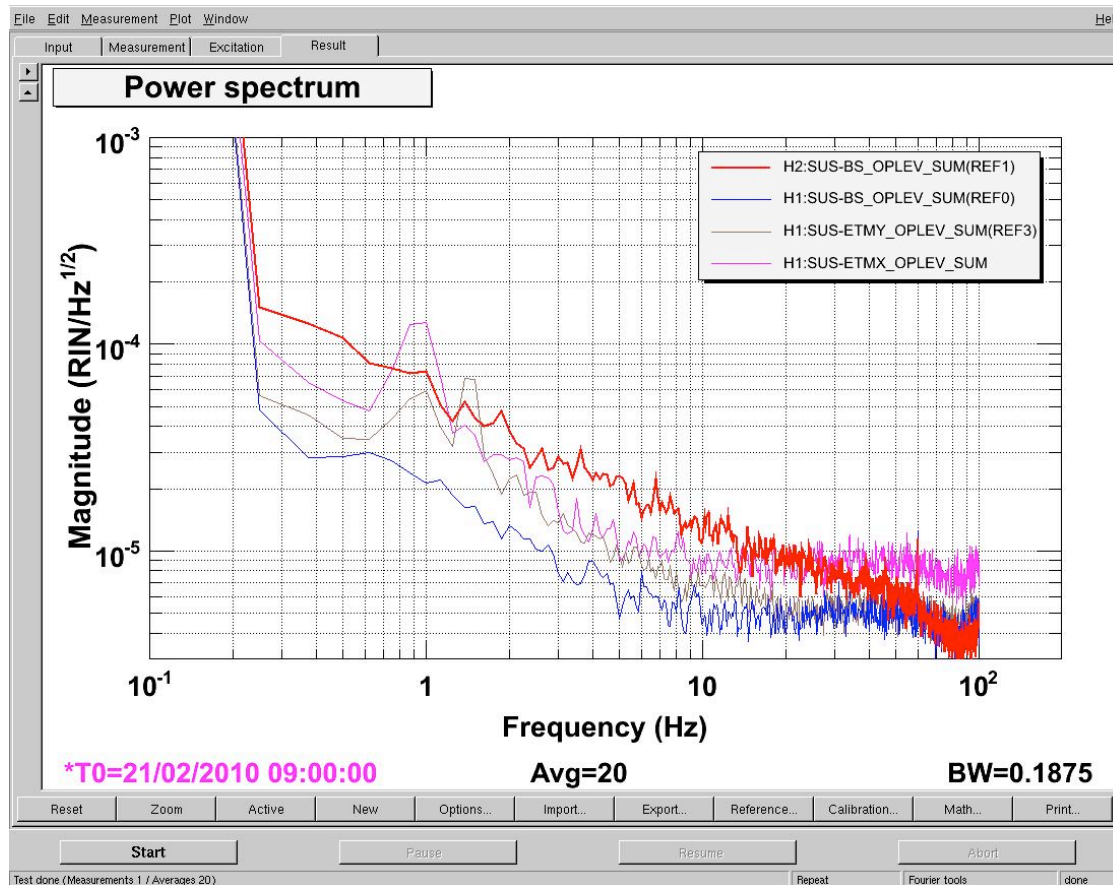 File Edit Measurement Plot Window Hel
Input Measurement Excitation Result
Power spectrum
Magnitude (RIN/Hz^1/2)
10^-3
10^-4
10^-5
H2:SUS-BS_OPLEV_SUM(REF1)
H1:SUS-BS_OPLEV_SUM(REF0)
H1:SUS-ETMY_OPLEV_SUM(REF3)
H1:SUS-ETMX_OPLEV_SUM
10^-1 1 10 10^2
Frequency (Hz)
*T0=21/02/2010 09:00:00 Avg=20 BW=0.1875
Reset Zoom Active New Options... Import... Export... Reference... Calibration... Math... Print...
Start Pause Resume Abort
Test done (Measurements 1 / Averages 20) Repeat Fourier tools done